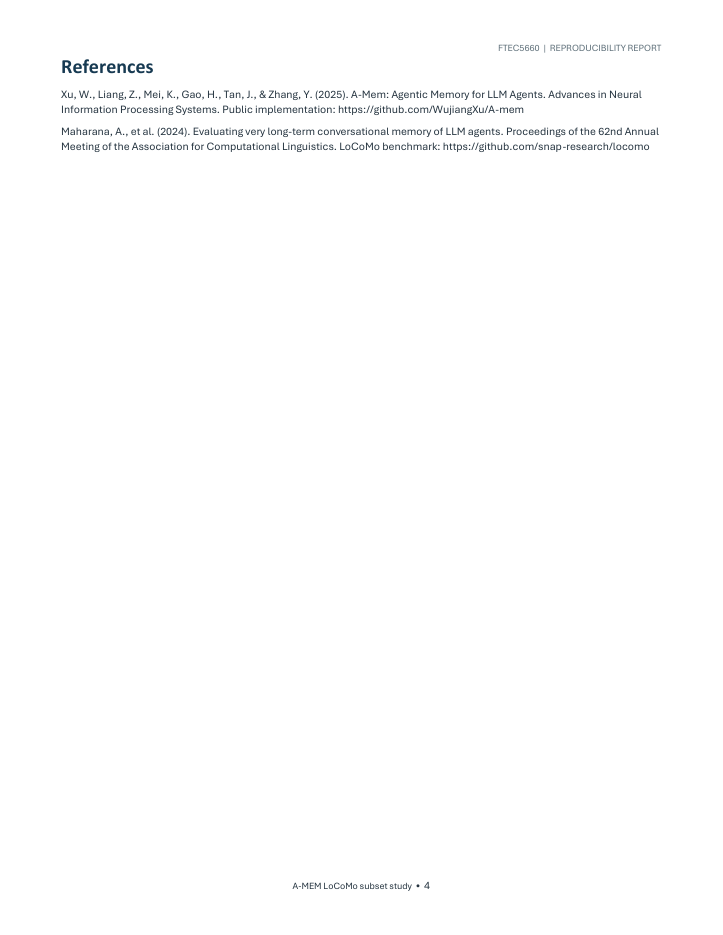 FTEC5660 | REPRODUCIBILITY REPORT
References
Xu, W., Liang, Z., Mei, K., Gao, H., Tan, J., & Zhang, Y. (2025). A-Mem: Agentic Memory for LLM Agents. Advances in Neural
Information Processing Systems. Public implementation: https://github.com/WujiangXu/A-mem
Maharana, A., et al. (2024). Evaluating very long-term conversational memory of LLM agents. Proceedings of the 62nd Annual
Meeting of the Association for Computational Linguistics. LoCoMo benchmark: https://github.com/snap-research/locomo
A-MEM LoCoMo subset study • 4